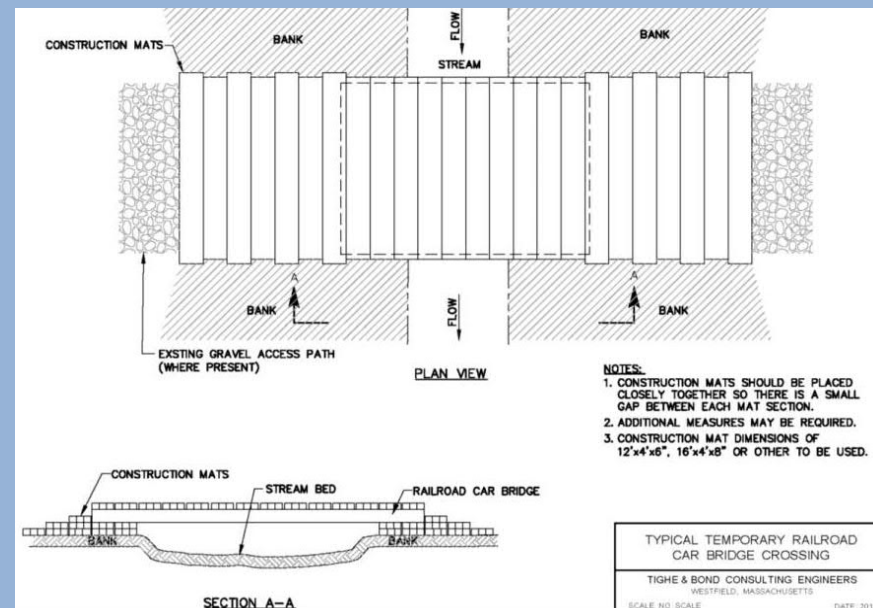 CONSTRUCTION MATS
BANK
FLOW
STREAM
BANK
A
A
BANK
FLOW
BANK
EXSTING GRAVEL ACCESS PATH
(WHERE PRESENT)
PLAN VIEW
NOTES:
1. CONSTRUCTION MATS SHOULD BE PLACED
CLOSELY TOGETHER SO THERE IS A SMALL
GAP BETWEEN EACH MAT SECTION.
2. ADDITIONAL MEASURES MAY BE REQUIRED.
3. CONSTRUCTION MAT DIMENSIONS OF
12'x4'x6", 16'x4'x8" OR OTHER TO BE USED.
CONSTRUCTION MATS
STREAM BED
RAILROAD CAR BRIDGE
BANK
BANK
SECTION A-A
TYPICAL TEMPORARY RAILROAD
CAR BRIDGE CROSSING
TIGHE & BOND CONSULTING ENGINEERS
WESTFIELD, MASSACHUSETTS
SCALE NO SCALE
DATE 201